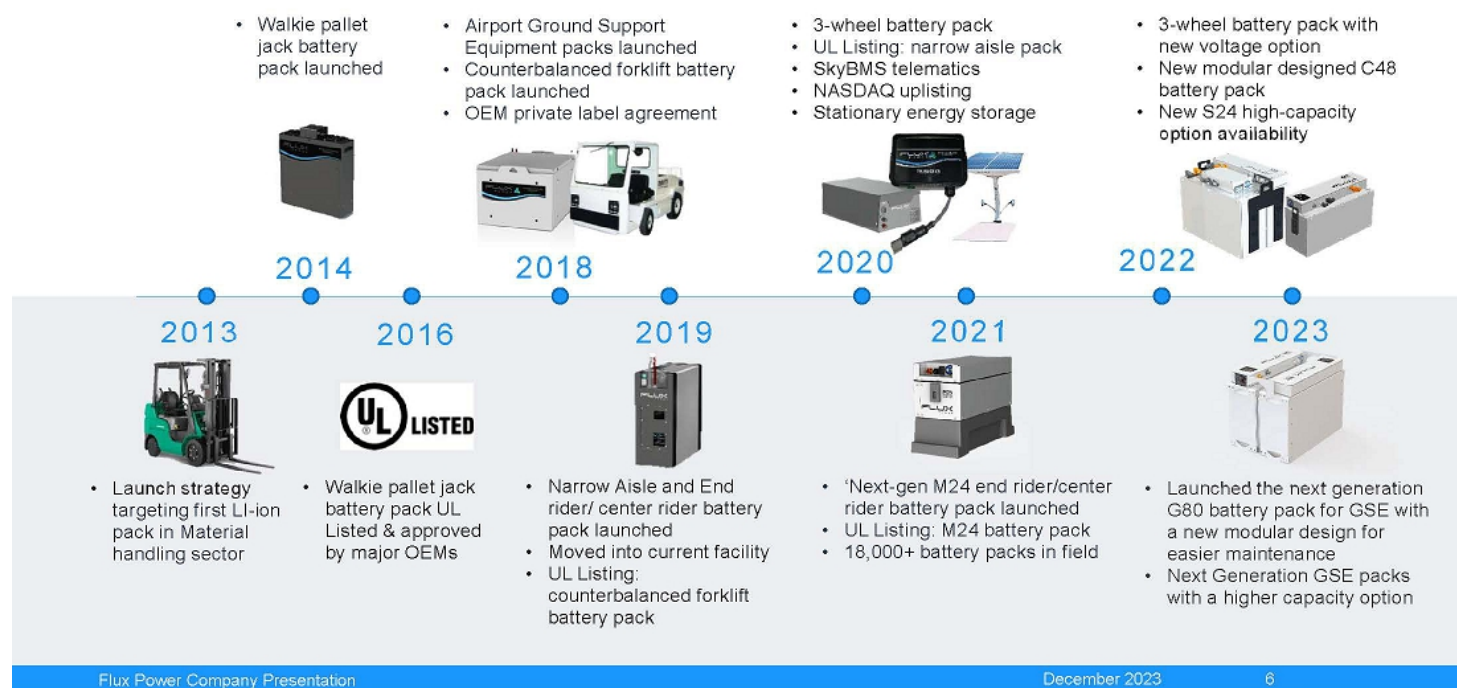 • Walkie pallet
jack battery
pack launched
• Airport Ground Support
Equipment packs launched
• Counterbalanced forklift battery
pack launched
• OEM private label agreement
• 3-wheel battery pack
• UL Listing: narrow aisle pack
• SkyBMS telematics
• NASDAQ uplisting
• Stationary energy storage
• 3-wheel battery pack with
new voltage option
• New modular designed C48
battery pack
• New S24 high-capacity
option availability
FLUX
FLUX
FLUX
2014
2018
2020
2022
2013
2016
2019
2021
2023
UL
®
LISTED
FLUX
FLUX
• Launch strategy
targeting first LI-ion
pack in Material
handling sector
• Walkie pallet jack
battery pack UL
Listed & approved
by major OEMs
• Narrow Aisle and End
rider/ center rider battery
pack launched
• Moved into current facility
• UL Listing:
counterbalanced forklift
battery pack
• ‘Next-gen M24 end rider/center
rider battery pack launched
• UL Listing: M24 battery pack
• 18,000+ battery packs in field
• Launched the next generation
G80 battery pack for GSE with
a new modular design for
easier maintenance
• Next Generation GSE packs
with a higher capacity option
Flux Power Company Presentation
December 2023
6